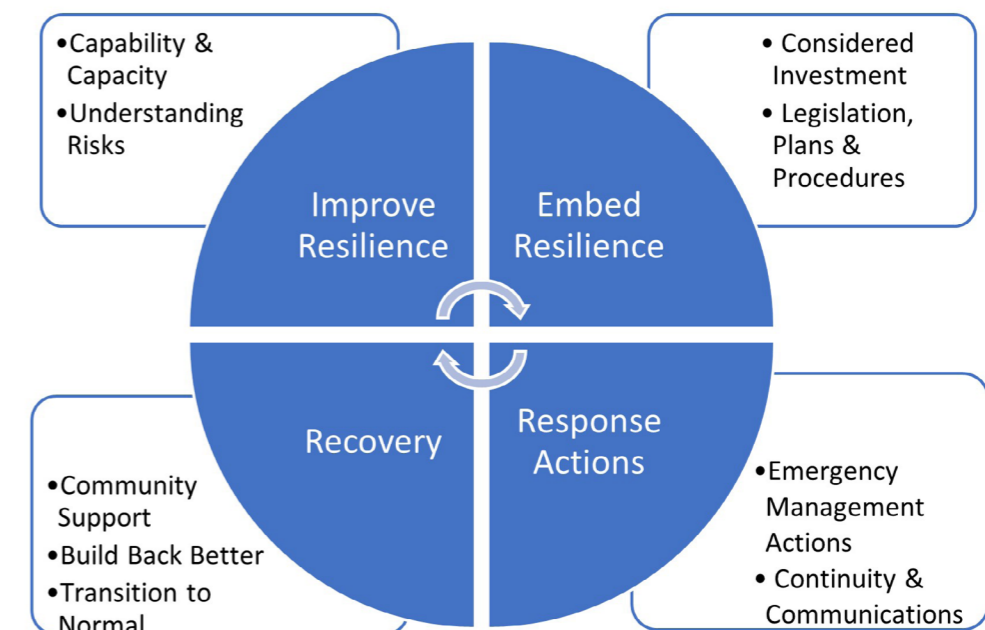 •Capability &
Capacity
•Understanding
Risks
• Considered
Investment
• Legislation,
Plans &
Procedures
Improve
Resilience
Embed
Resilience
Recovery
Response
Actions
•Community
Support
•Build Back Better
•Transition to
Normal
•Emergency
Management
Actions
• Continuity &
Communications